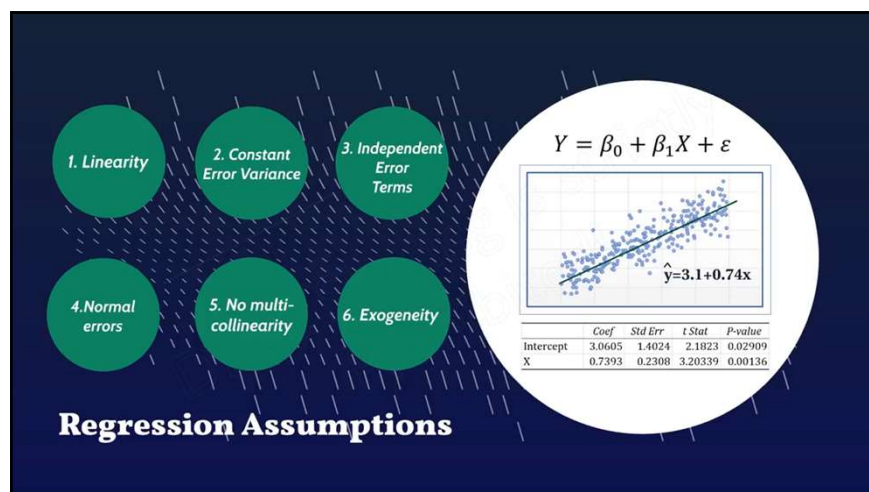 1. Linearity
2. Constant
Error Variance
3. Independent
Error
Terms
4.Normal
errors
5. No multi-
collinearity
6. Exogeneity
Regression Assumptions
Y = β₀ + β₁X + ε
ŷ=3.1+0.74x
Coef Std Err t Stat P-value
Intercept 3.0605 1.4024 2.1823 0.02909
X 0.7393 0.2308 3.20339 0.00136